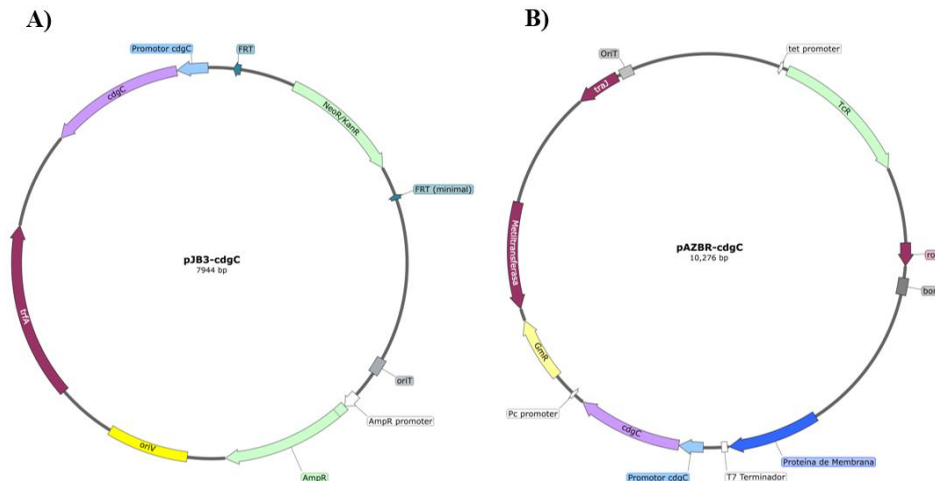 A)
Promotor cdgC
FRT
cdgC
NeoR/KanR
FRT (minimal)
pJB3-cdgC
7944 bp
trfA
oriT
AmpR promoter
oriV
AmpR
B)
OriT
tet promoter
traJ
TcR
Metiltransferasa
pAZBR-cdgC
10,276 bp
GmR
Pc promoter
cdgC
Promotor cdgC
T7 Terminador
Proteína de Membrana